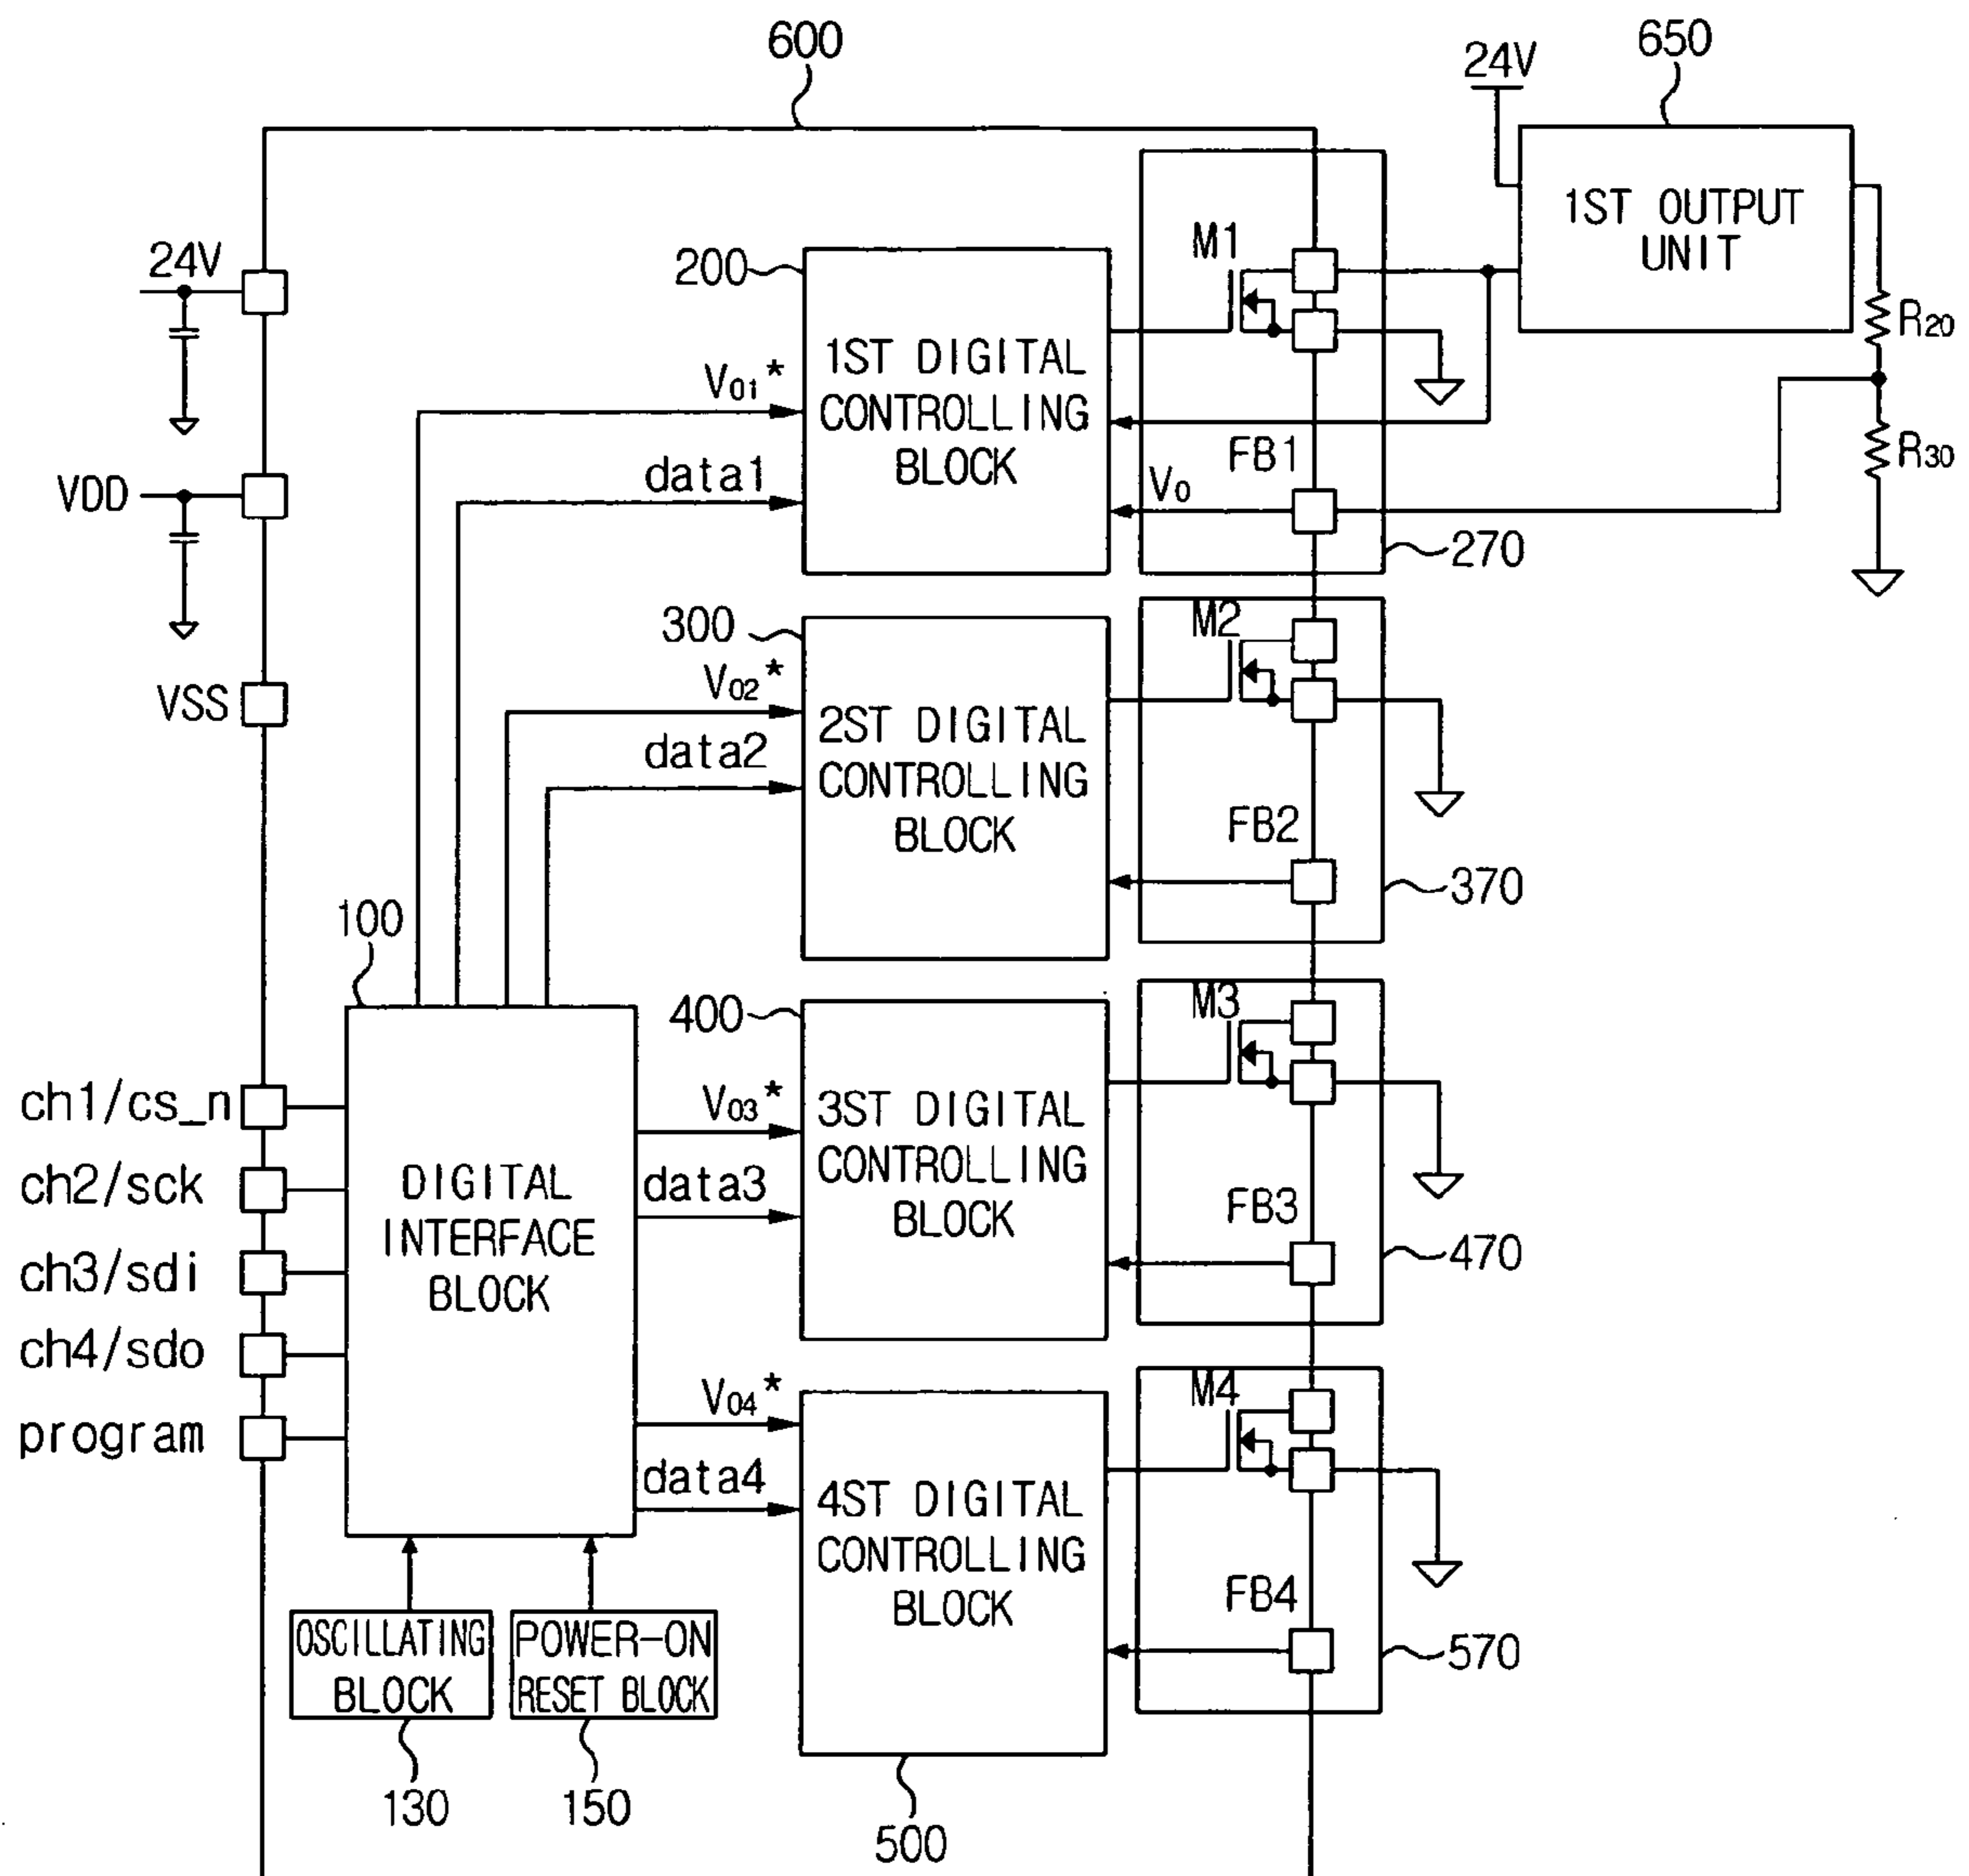 600
24V
650
1ST OUTPUT
UNIT
R20
R30
24V
VDD
VSS
200
1ST DIGITAL
CONTROLLING
BLOCK
V01*
data1
M1
FB1
V0
270
300
2ST DIGITAL
CONTROLLING
BLOCK
V02*
data2
M2
FB2
370
100
DIGITAL
INTERFACE
BLOCK
ch1/cs_n
ch2/sck
ch3/sdi
ch4/sdo
program
400
3ST DIGITAL
CONTROLLING
BLOCK
V03*
data3
M3
FB3
470
4ST DIGITAL
CONTROLLING
BLOCK
V04*
data4
M4
FB4
570
OSCILLATING
BLOCK
POWER-ON
RESET BLOCK
130
150
500